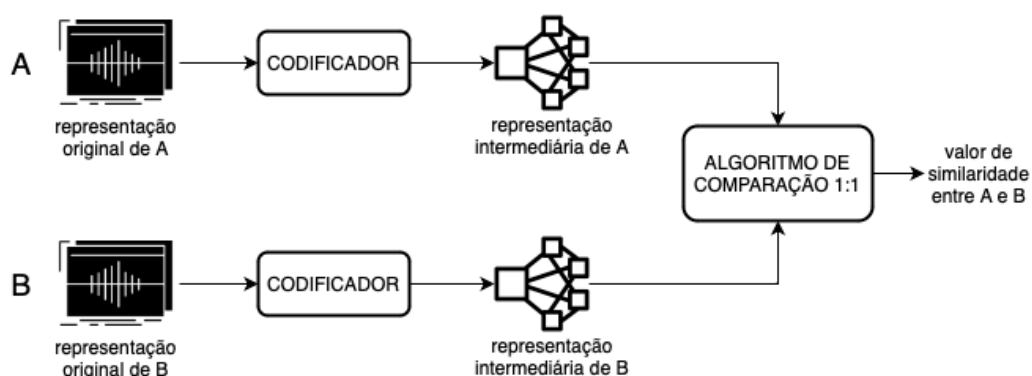 A
representação
original de A
CODIFICADOR
representação
intermediária de A
ALGORITMO DE
COMPARAÇÃO 1:1
valor de
similaridade
entre A e B
B
representação
original de B
CODIFICADOR
representação
intermediária de B